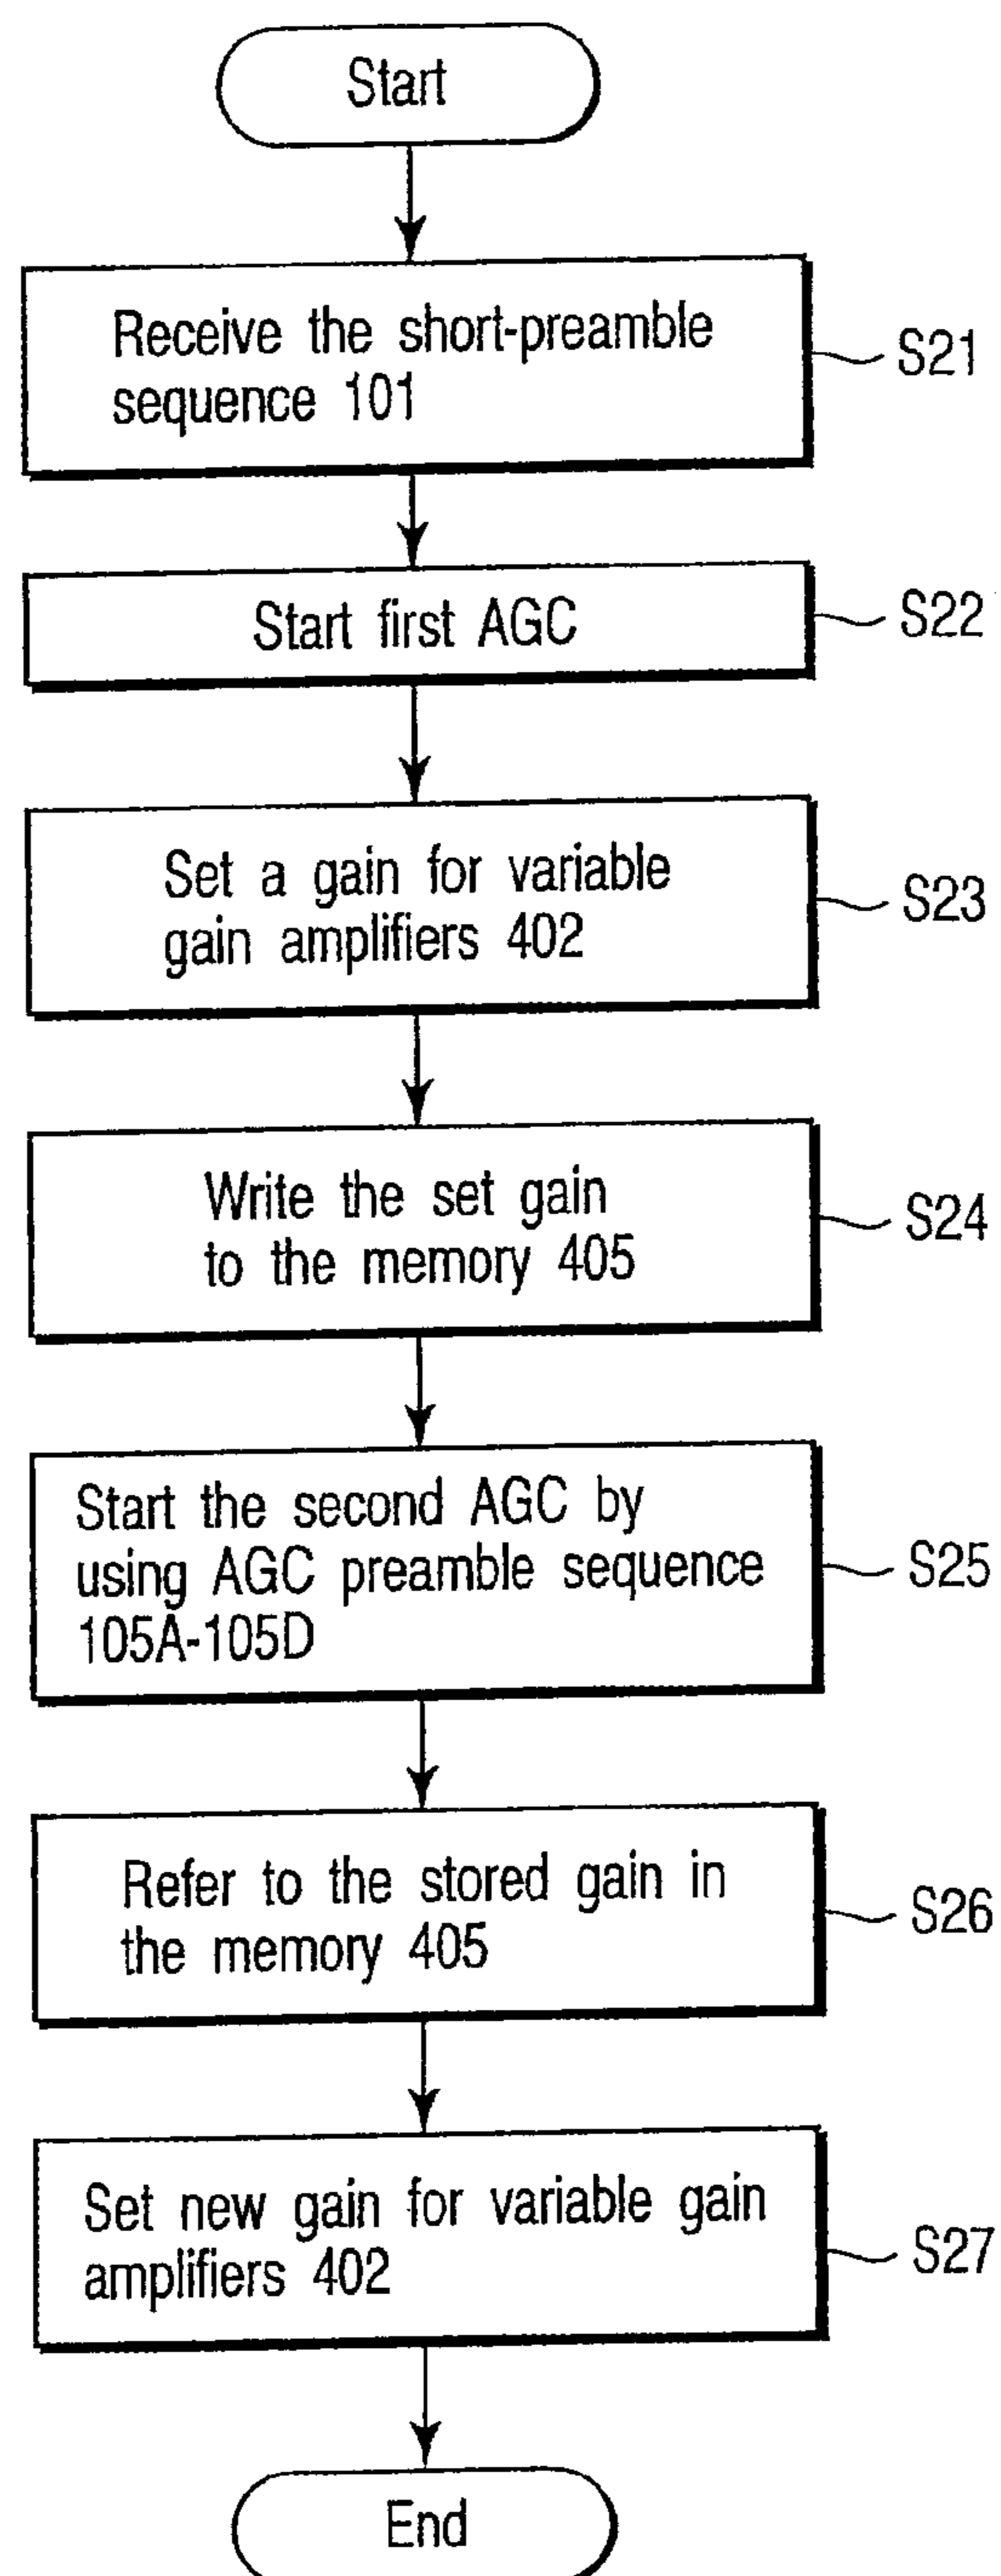 Start
Receive the short-preamble
sequence 101
S21
Start first AGC
S22
Set a gain for variable
gain amplifiers 402
S23
Write the set gain
to the memory 405
S24
Start the second AGC by
using AGC preamble sequence
105A-105D
S25
Refer to the stored gain in
the memory 405
S26
Set new gain for variable gain
amplifiers 402
S27
End